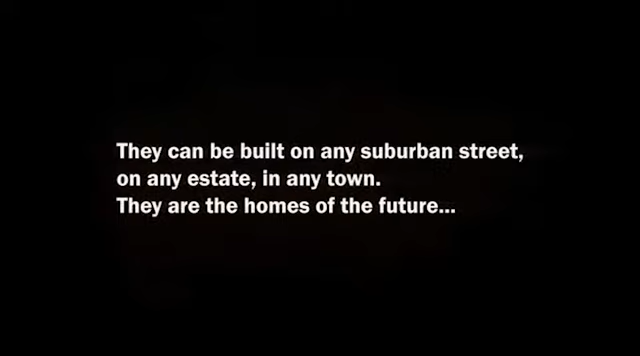 They can be built on any suburban street,
on any estate, in any town.
They are the homes of the future...